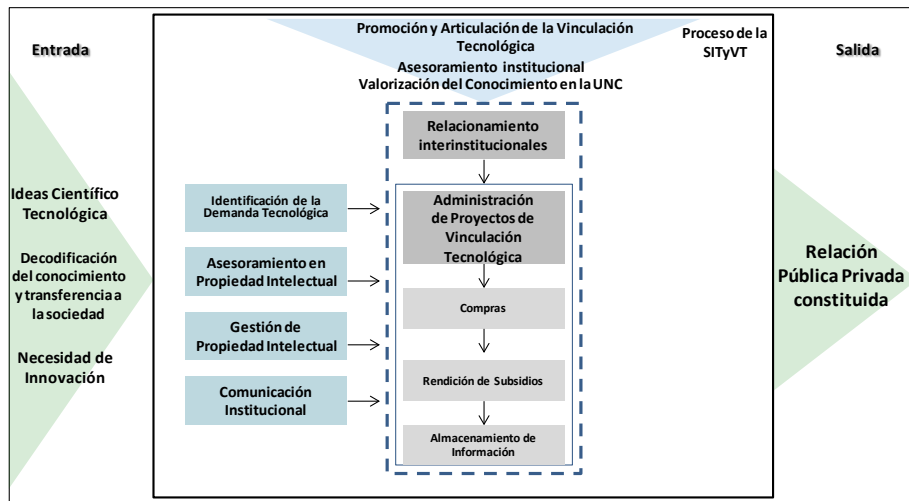 Entrada
Promoción y Articulación de la Vinculación
Tecnológica
Asesoramiento institucional
Valorización del Conocimiento en la UNC
Proceso de la
SITyVT
Salida
Ideas Científico
Tecnológica
Decodificación
del conocimiento
y transferencia a
la sociedad
Necesidad de
Innovación
Identificación de la
Demanda Tecnológica
Asesoramiento en
Propiedad Intelectual
Gestión de
Propiedad Intelectual
Comunicación
Institucional
Relacionamiento
interinstitucionales
Administración
de Proyectos de
Vinculación
Tecnológica
Compras
Rendición de Subsidios
Almacenamiento de
Información
Relación
Pública Privada
constituida